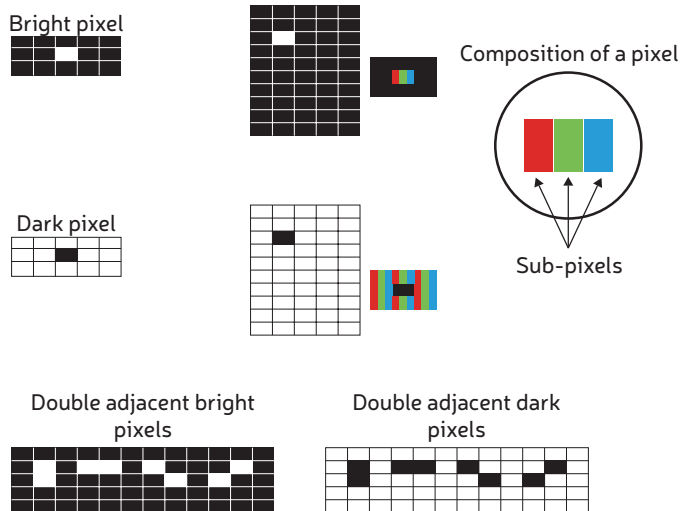 Bright pixel
Composition of a pixel
Dark pixel
Sub-pixels
Double adjacent bright
pixels
Double adjacent dark
pixels